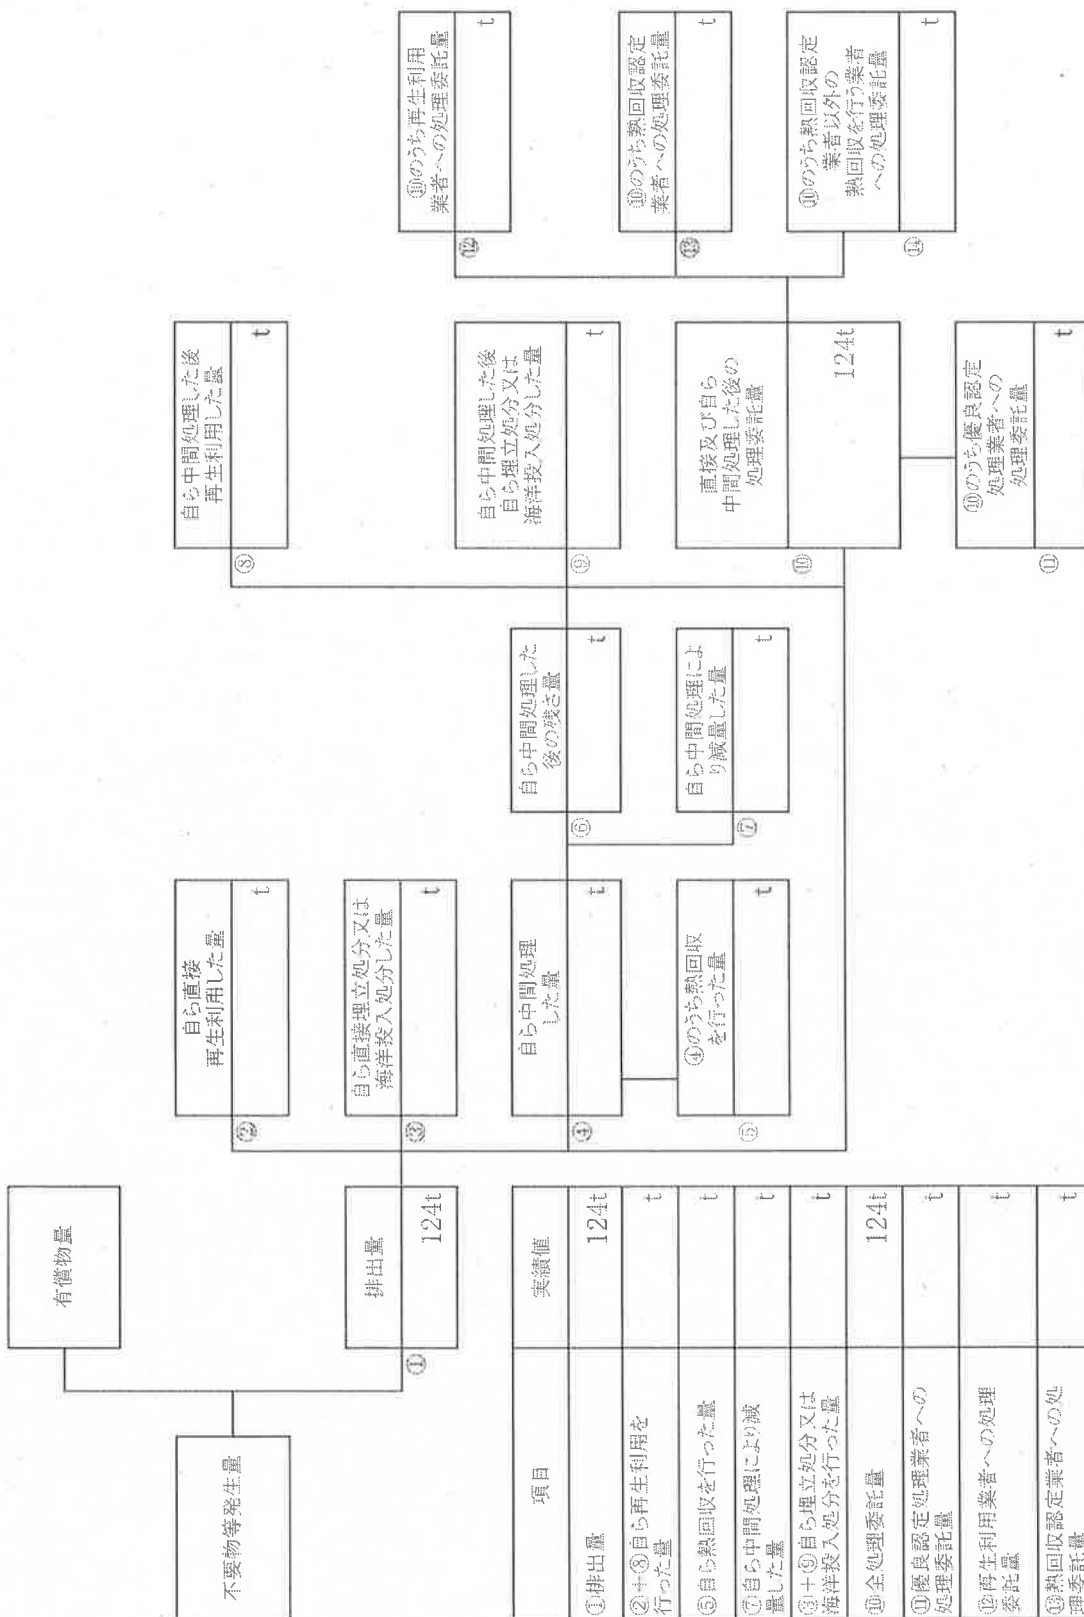 不要物等発生量
有償物量
①
排出量
124t
②
自ら直接
再生利用した量
t
③
自ら直接埋立処分又は
海洋投入処分した量
t
④
自ら中間処理
した量
t
⑤
④のうち熱回収
を行った量
t
⑥
自ら中間処理した
後の残さ量
t
⑦
自ら中間処理によ
り減量した量
t
⑧
自ら中間処理した後
再生利用した量
t
⑨
自ら中間処理した後
自ら埋立処分又は
海洋投入処分した量
t
⑩
直接及び自ら
中間処理した後の
処理委託量
124t
⑪
⑩のうち優良認定
処理業者への
処理委託量
t
⑫
⑩のうち再生利用
業者への処理委託量
t
⑬
⑩のうち熱回収認定
業者への処理委託量
t
⑭
⑩のうち熱回収認定
業者以外の
熱回収を行う業者
への処理委託量
t
項目 実績値
①排出量 124t
②+⑧自ら再生利用を
行った量 t
⑤自ら熱回収を行った量 t
⑦自ら中間処理により減
量した量 t
③+⑨自ら埋立処分又は
海洋投入処分を行った量 t
⑩全処理委託量 124t
⑪優良認定処理業者への
処理委託量 t
⑫再生利用業者への処理
委託量 t
⑬熱回収認定業者への処
理委託量 t